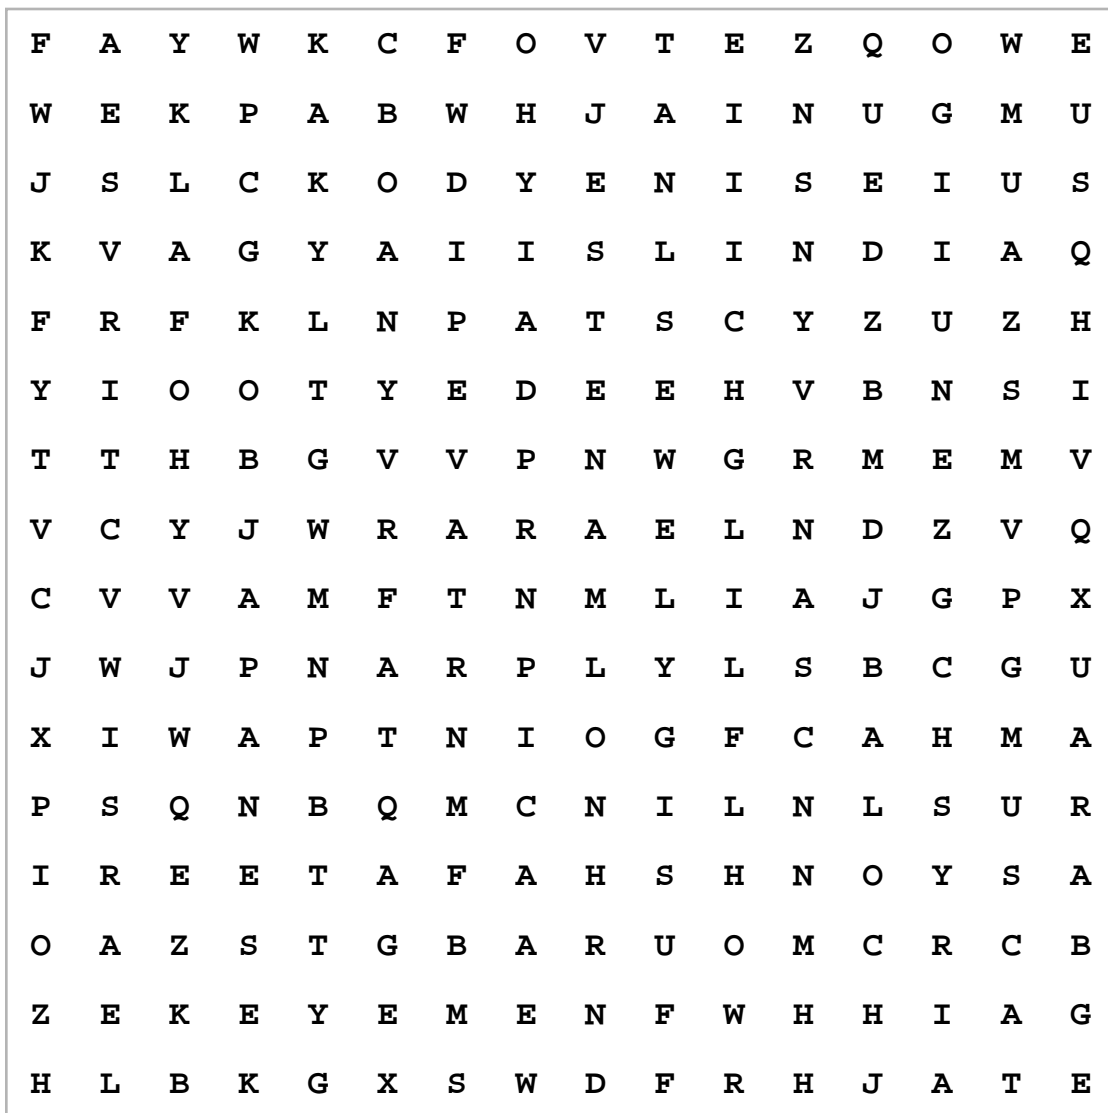 F A Y W K C F O V T E Z Q O W E
W E K P A B W H J A I N U G M U
J S L C K O D Y E N I S E I U S
K V A G Y A I I S L I N D I A Q
F R F K L N P A T S C Y Z U Z H
Y I O O T Y E D E E H V B N S I
T T H B G V V P N W G R M E M V
V C Y J W R A R A E L N D Z V Q
C V V A M F T N M L I A J G P X
J W J P N A R P L Y L S B C G U
X I W A P T N I O G F C A H M A
P S Q N B Q M C N I L N L S U R
I R E E T A F A H S H N O Y S A
O A Z S T G B A R U O M C R C B
Z E K E Y E M E N F W H H I A G
H L B K G X S W D F R H J A T E